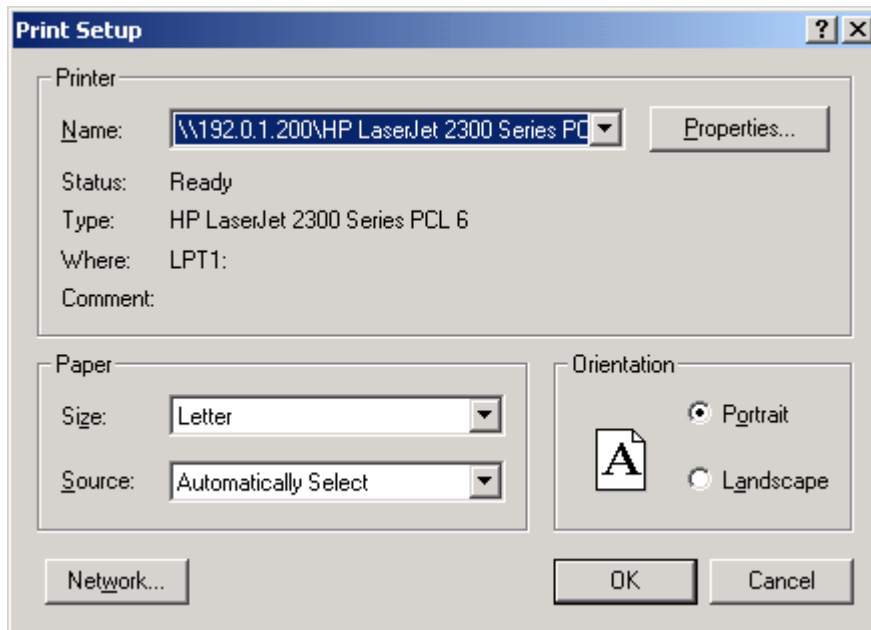 Print Setup
Printer
Name: \\192.0.1.200\HP LaserJet 2300 Series PC Properties...
Status: Ready
Type: HP LaserJet 2300 Series PCL 6
Where: LPT1:
Comment:
Paper
Size: Letter
Source: Automatically Select
Orientation
A
Portrait
Landscape
Network... OK Cancel